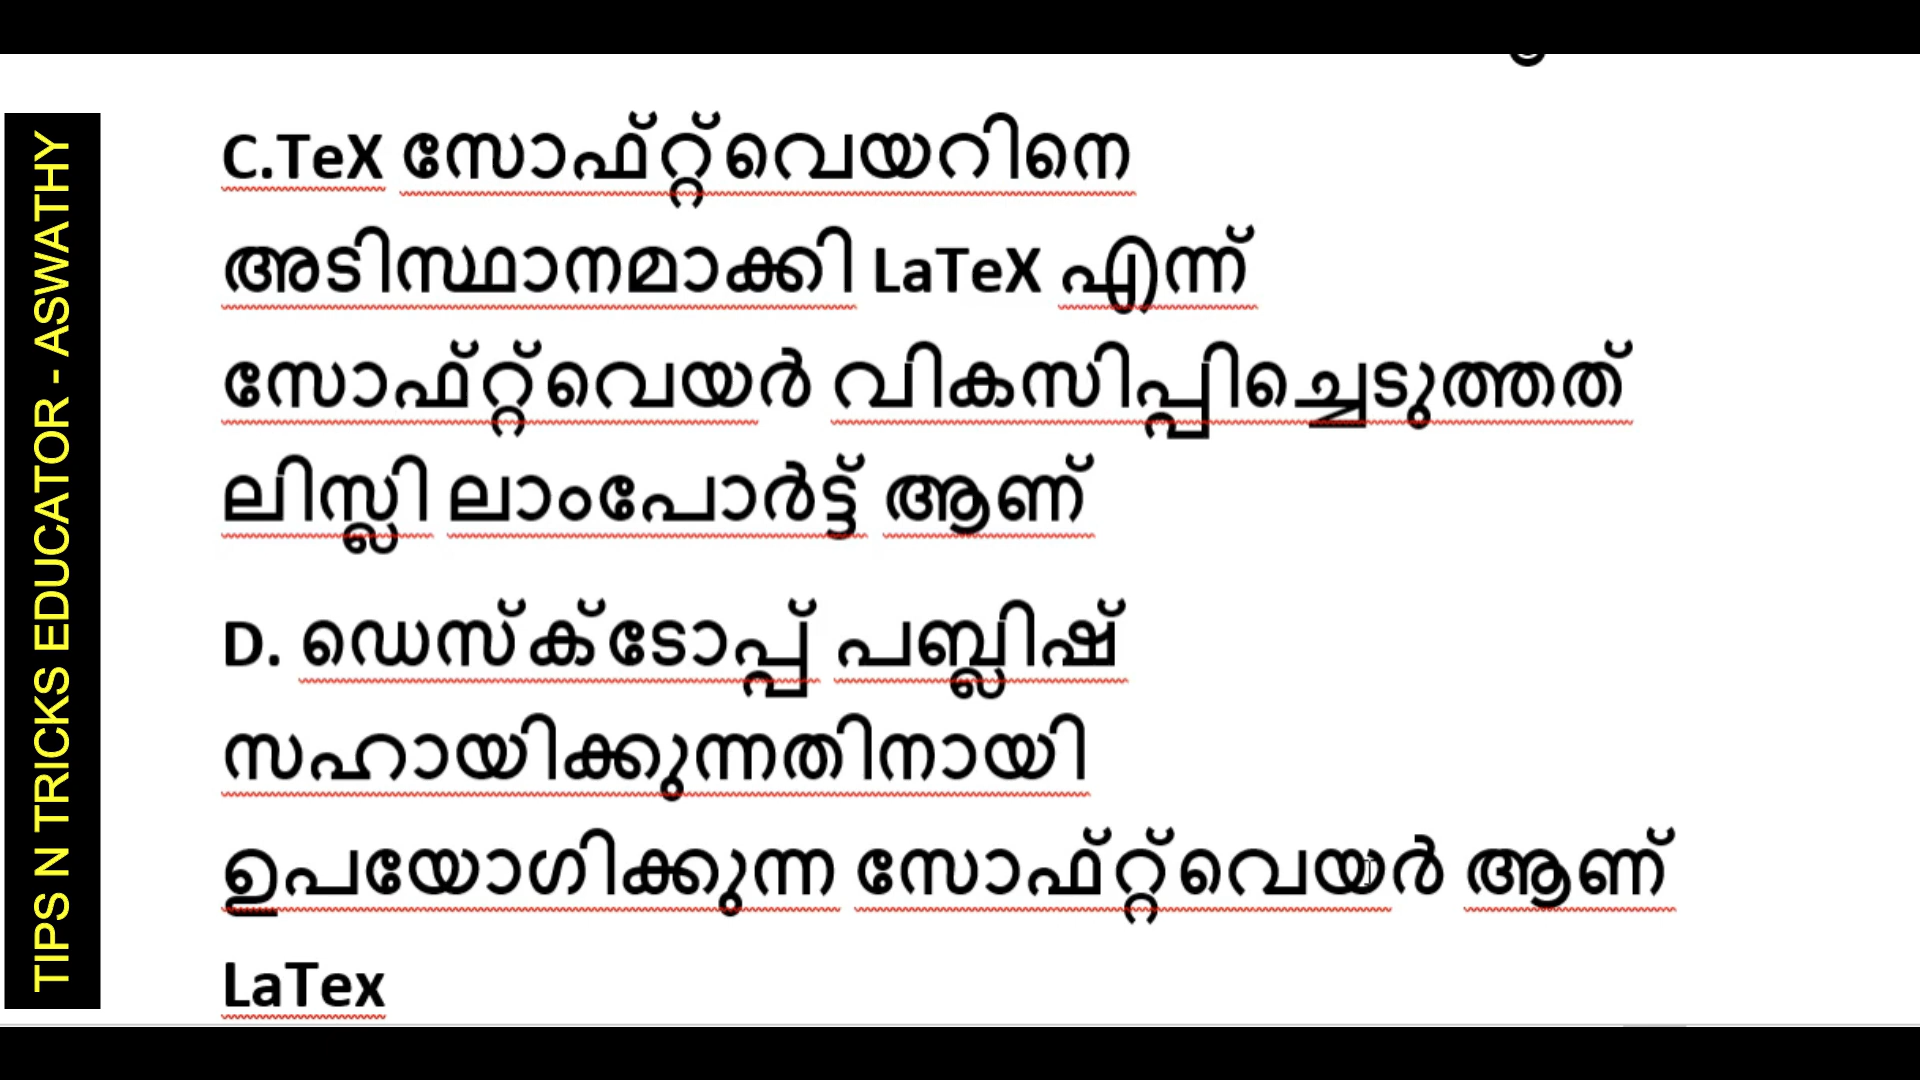 TIPS N TRICKS EDUCATOR - ASWATHY
C.TeX സോഫ്റ്റ്‌വെയറിനെ
അടിസ്ഥാനമാക്കി LaTeX എന്ന്
സോഫ്റ്റ്‌വെയർ വികസിപ്പിച്ചെടുത്തത്
ലിസ്ലി ലാംപോർട്ട് ആണ്
D. ഡെസ്ക്ടോപ്പ് പബ്ലിഷ്
സഹായിക്കുന്നതിനായി
ഉപയോഗിക്കുന്ന സോഫ്റ്റ്‌വെയർ ആണ്
LaTex